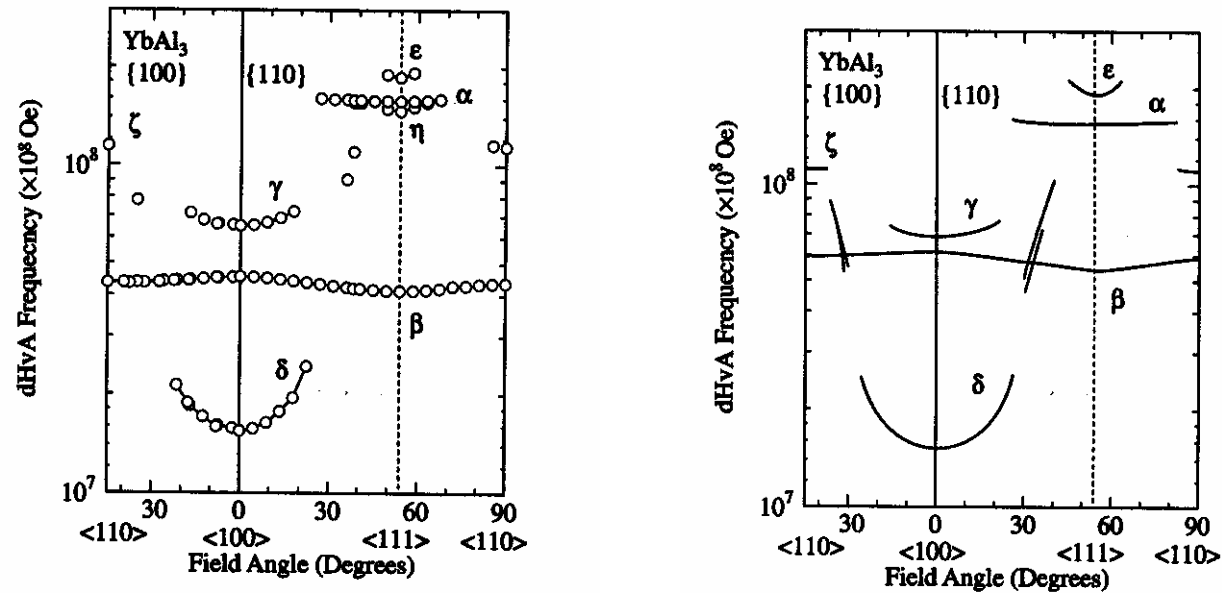 YbAl₃
{100} {110}
ε
α
η
ζ
γ
β
δ
10⁸
10⁷
dHvA Frequecncy (×10⁸ Oe)
30 0 30 60 90
<110> <100> <111> <110>
Field Angle (Degrees)
YbAl₃
{100} {110}
ε
α
ζ
γ
β
δ
10⁸
10⁷
dHvA Frequency (×10⁸ Oe)
30 0 30 60 90
<110> <100> <111> <110>
Field Angle (Degrees)